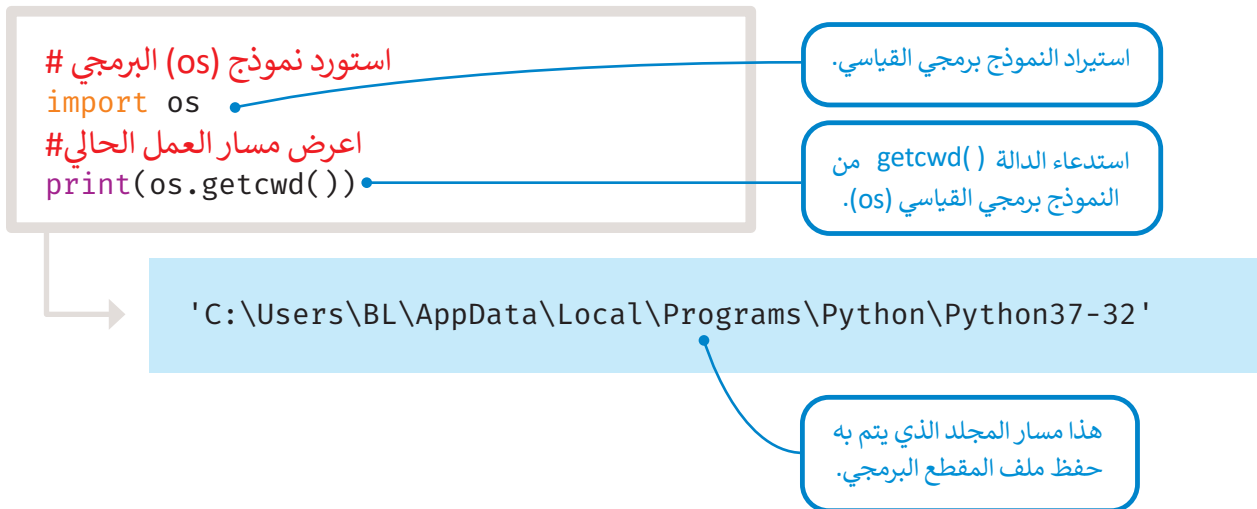 # استورد نموذج (os) البرمجي
import os
#اعرض مسار العمل الحالي
print(os.getcwd())
استيراد النموذج برمجي القياسي.
استدعاء الدالة getcwd( ) من
النموذج برمجي القياسي (os).
'C:\Users\BL\AppData\Local\Programs\Python\Python37-32'
هذا مسار المجلد الذي يتم به
حفظ ملف المقطع البرمجي.